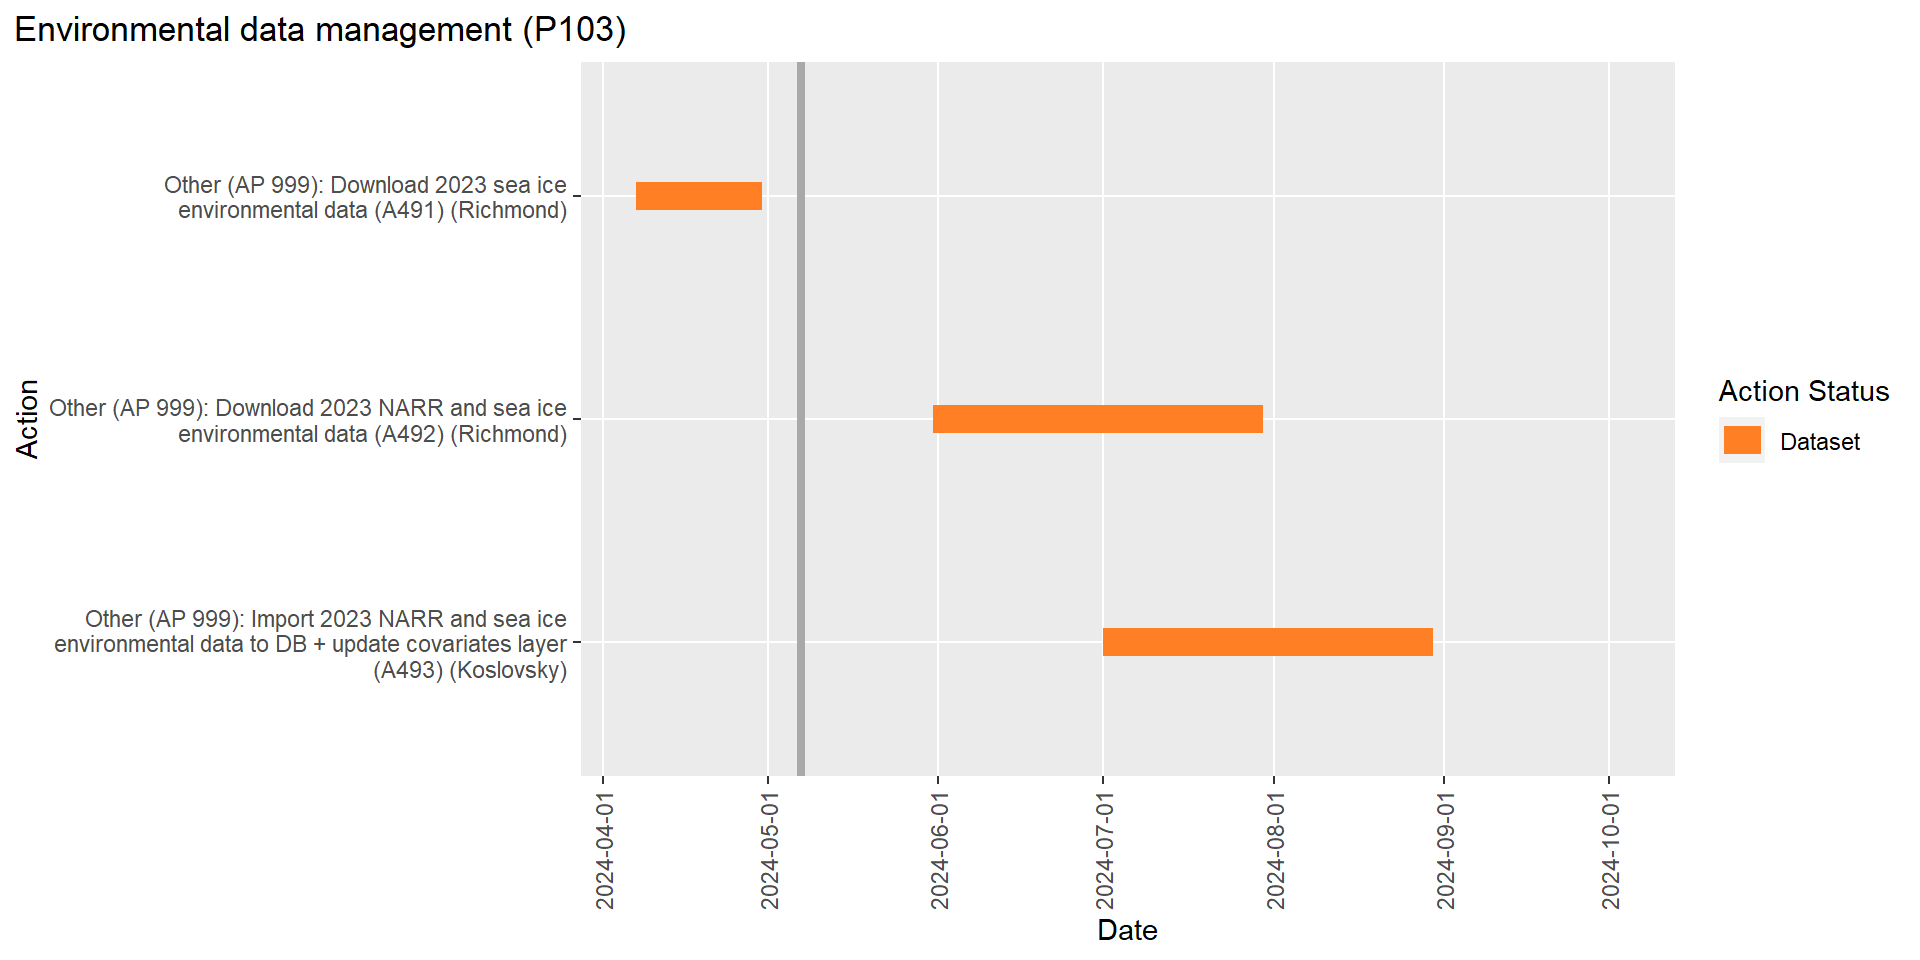 Environmental data management (P103)
Action
Other (AP 999): Download 2023 sea ice
environmental data (A491) (Richmond)
Other (AP 999): Download 2023 NARR and sea ice
environmental data (A492) (Richmond)
Other (AP 999): Import 2023 NARR and sea ice
environmental data to DB + update covariates layer
(A493) (Koslovsky)
2024-04-01
2024-05-01
2024-06-01
2024-07-01
2024-08-01
2024-09-01
2024-10-01
Date
Action Status
Dataset